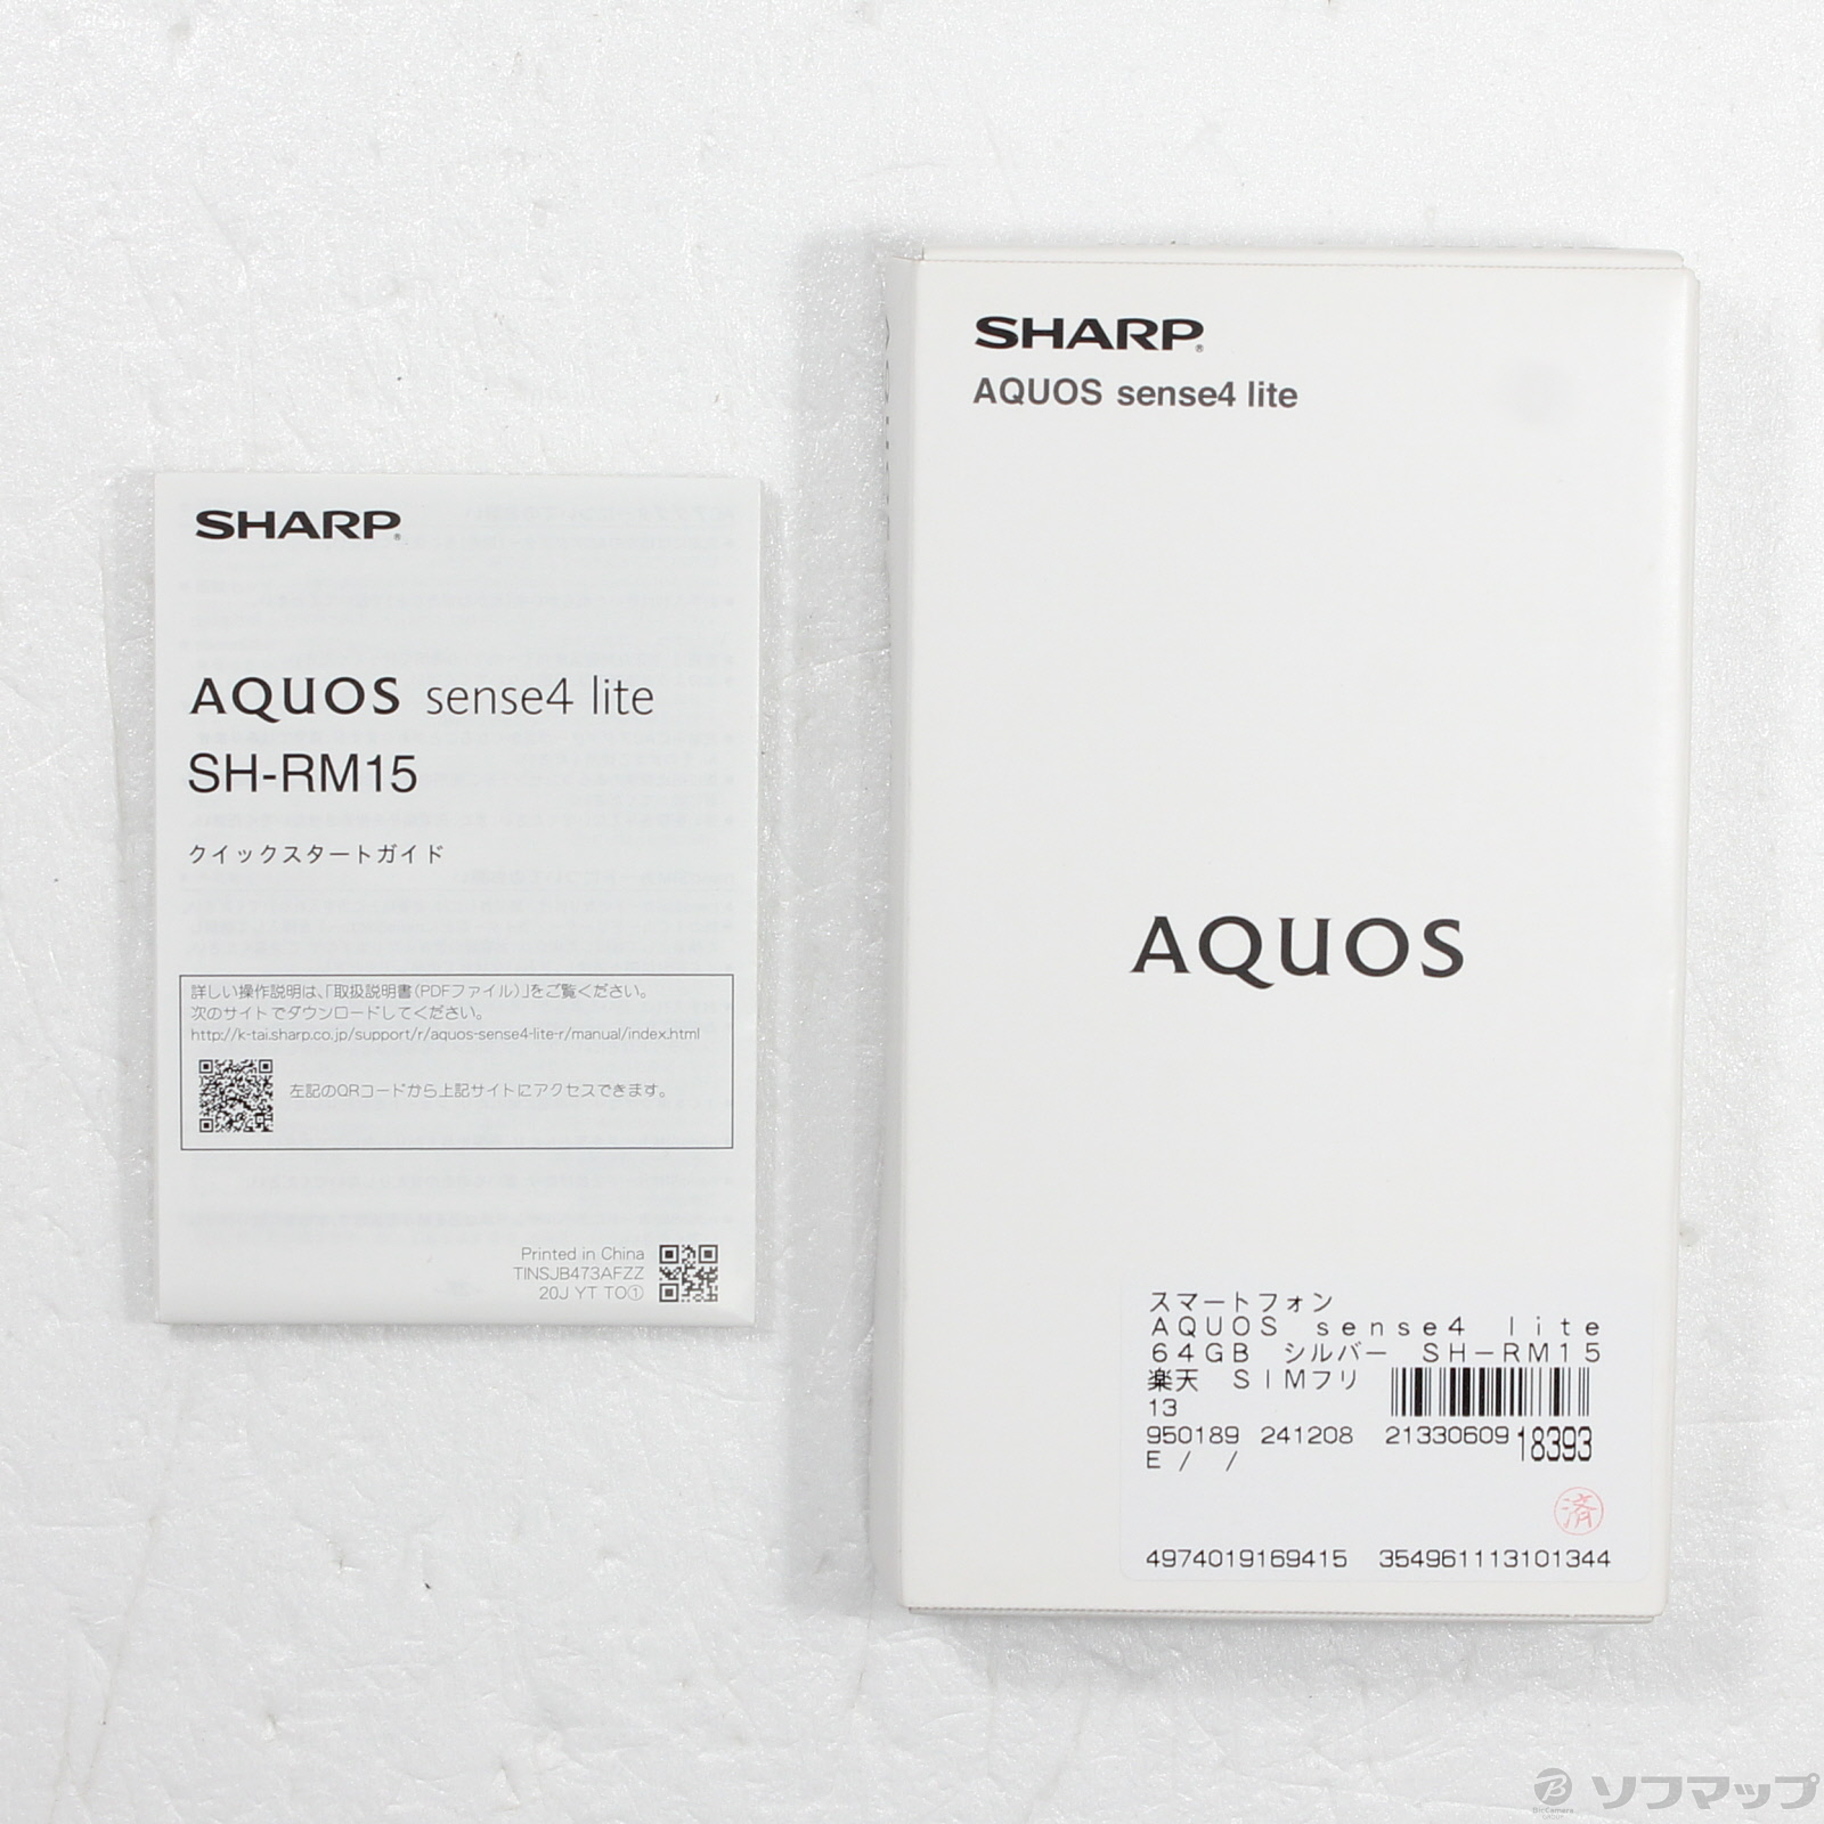 SHARP®
AQUOS sense4 lite
SH-RM15
クイックスタートガイド
詳しい操作説明は、「取扱説明書(PDFファイル)」をご覧ください。
次のサイトでダウンロードしてください。
http://k-tai.sharp.co.jp/support/r/aquos-sense4-lite-r/manual/index.html
左記のQRコードから上記サイトにアクセスできます。
Printed in China
TINSJB473AFZZ
20J YT TO①
SHARP®
AQUOS sense4 lite
AQUOS
スマートフォン
AQUOS sense4 lite
64GB シルバー SH-RM15
楽天 SIMフリ
13
950189 241208 2133060918393
E / /
済
4974019169415 354961113101344
BicCamera
GROUP
ソフマップ